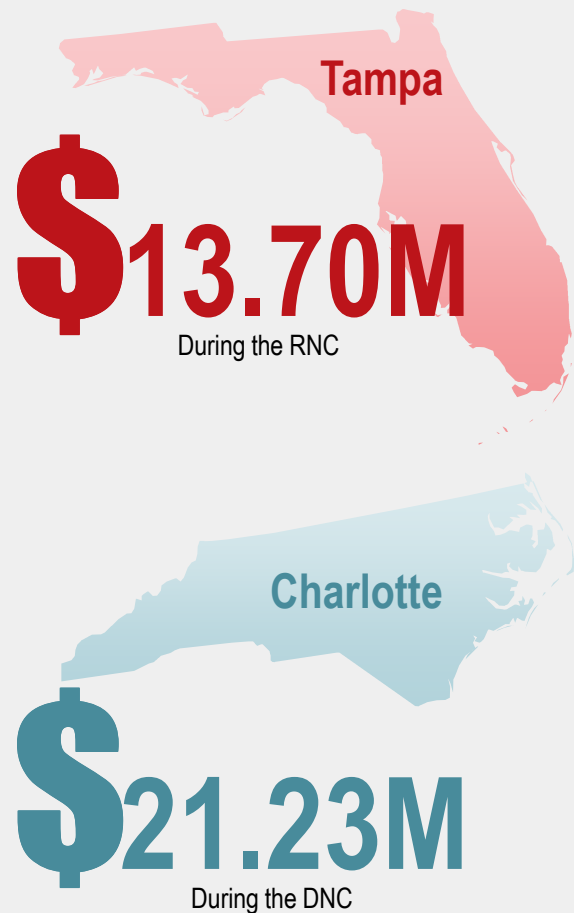 Tampa
$13.70M
During the RNC
Charlotte
$21.23M
During the DNC